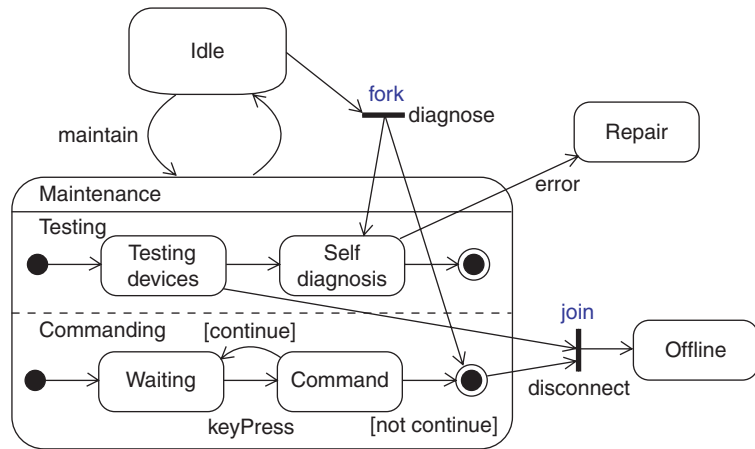 Idle
fork
diagnose
maintain
Repair
error
Maintenance
Testing
Testing
devices
Self
diagnosis
Commanding
[continue]
Waiting
Command
keyPress
[not continue]
join
disconnect
Offline